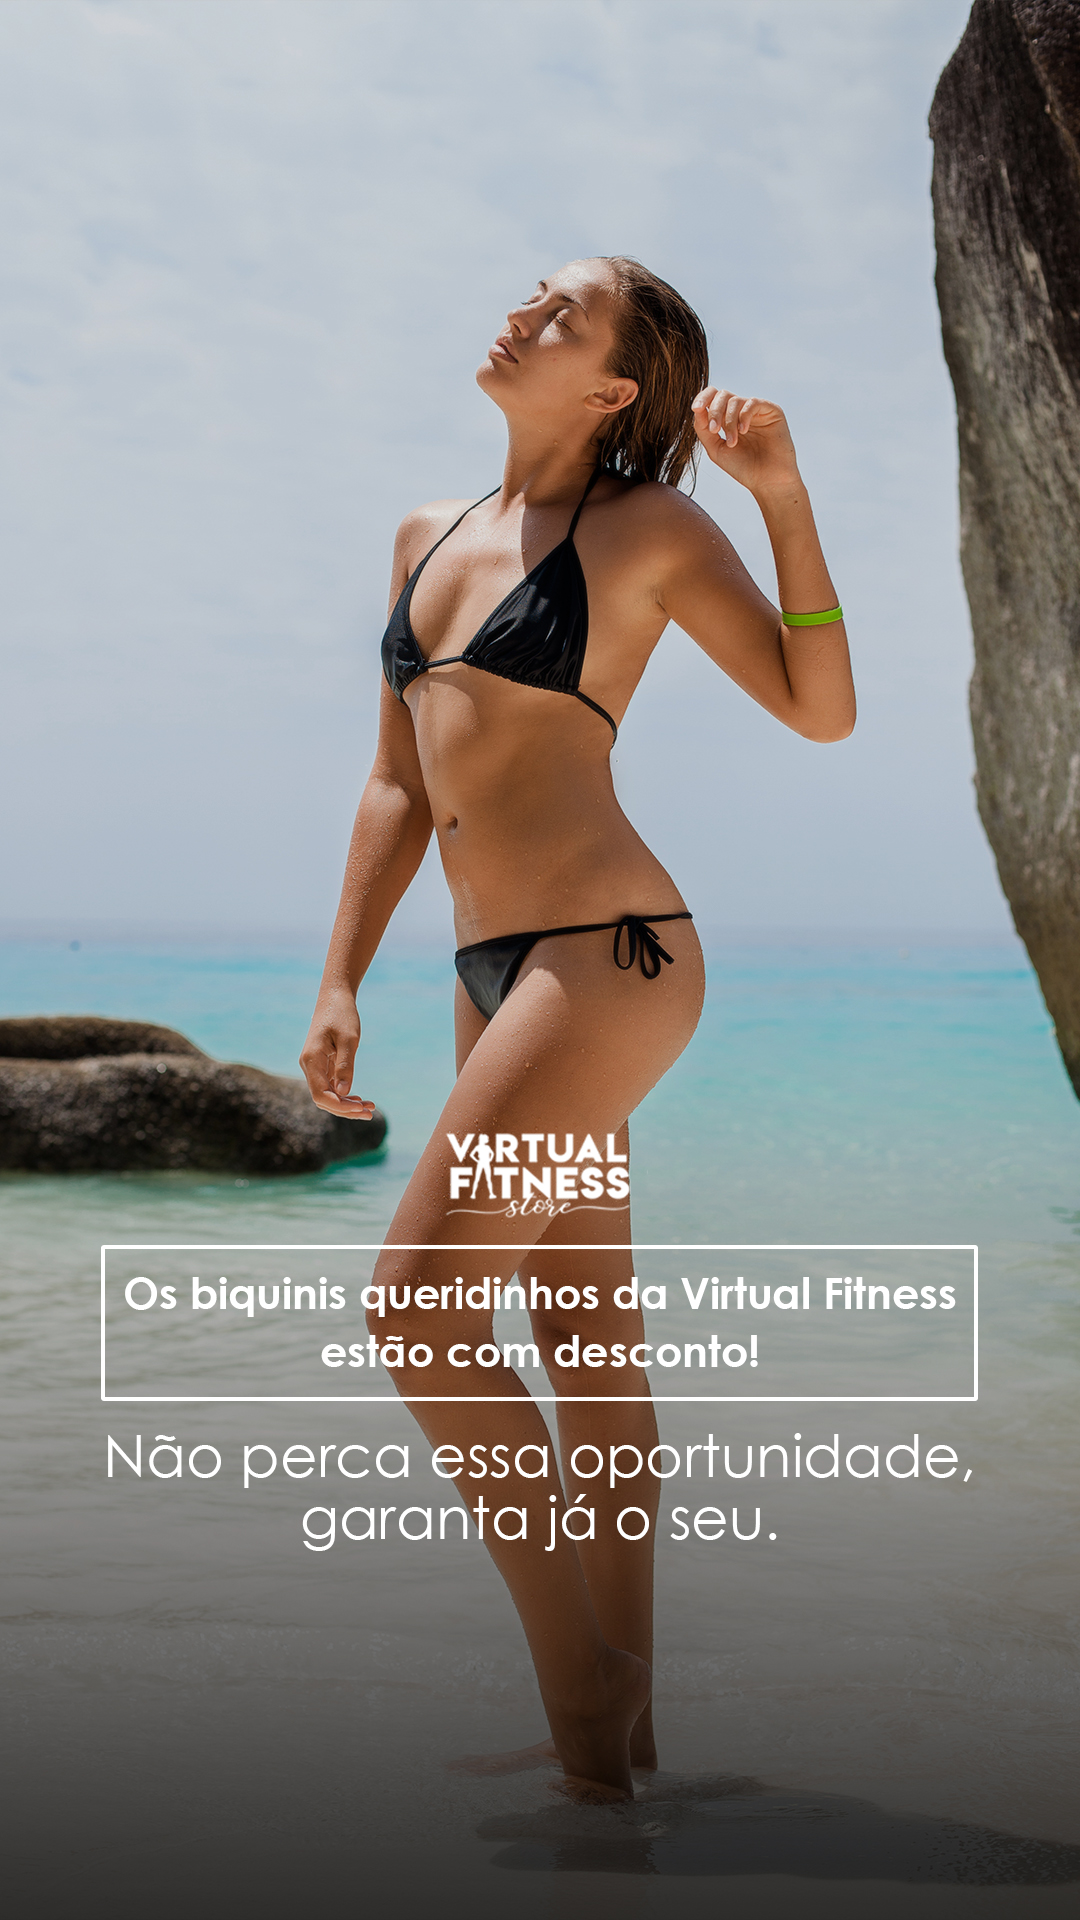 VIRTUAL
FITNESS
store
Os biquinis queridinhos da Virtual Fitness
estão com desconto!
Não perca essa oportunidade,
garanta já o seu.